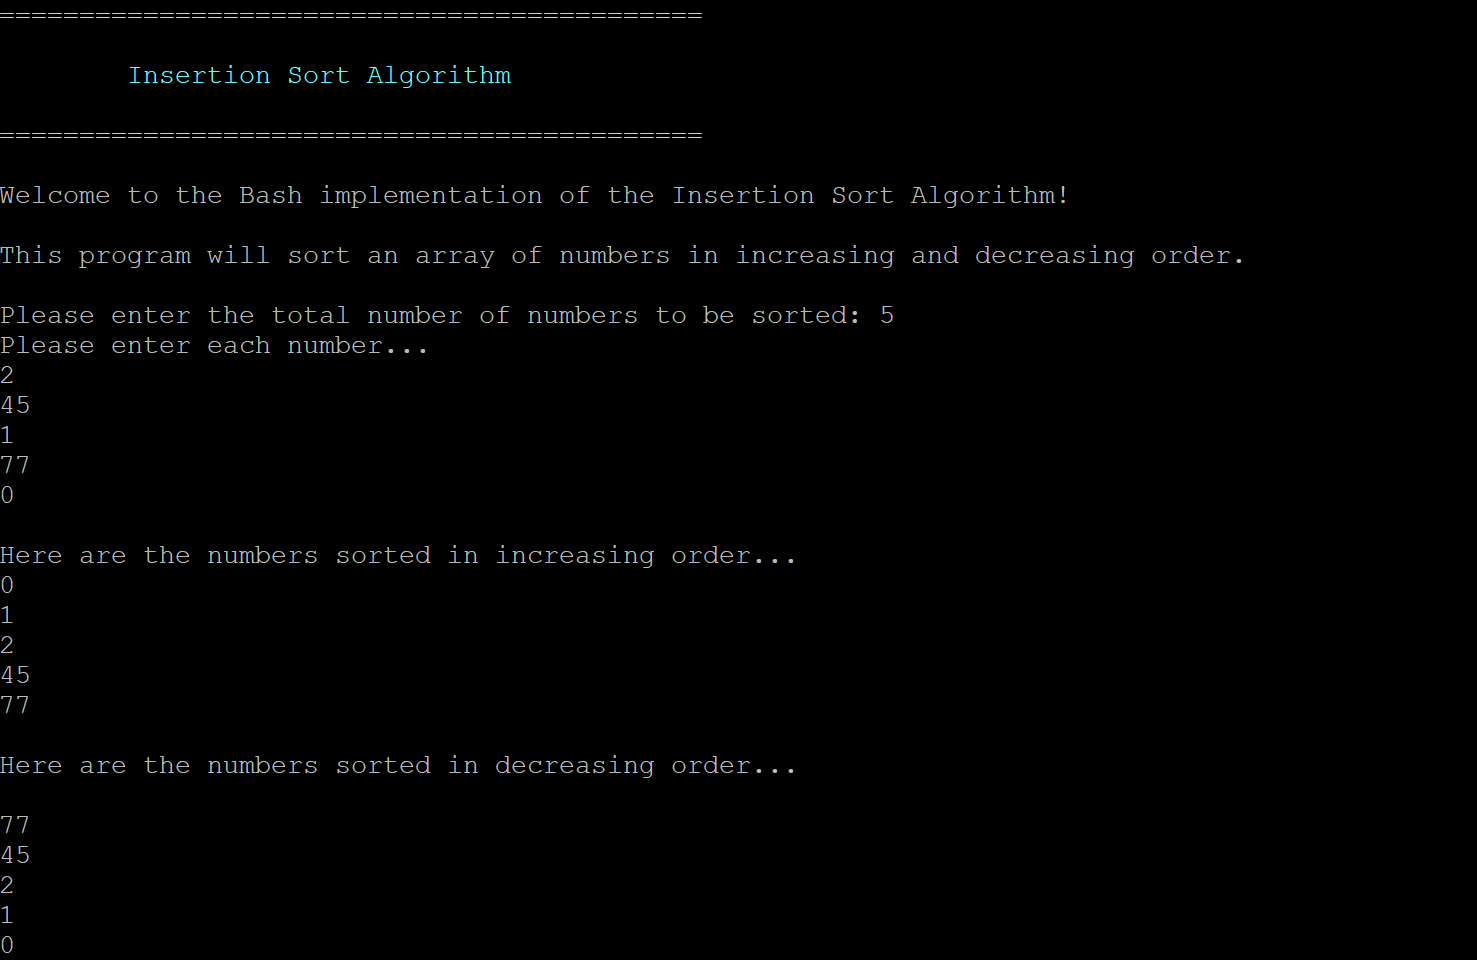 ============================================
Insertion Sort Algorithm
============================================
Welcome to the Bash implementation of the Insertion Sort Algorithm!
This program will sort an array of numbers in increasing and decreasing order.
Please enter the total number of numbers to be sorted: 5
Please enter each number...
2
45
1
77
0
Here are the numbers sorted in increasing order...
0
1
2
45
77
Here are the numbers sorted in decreasing order...
77
45
2
1
0